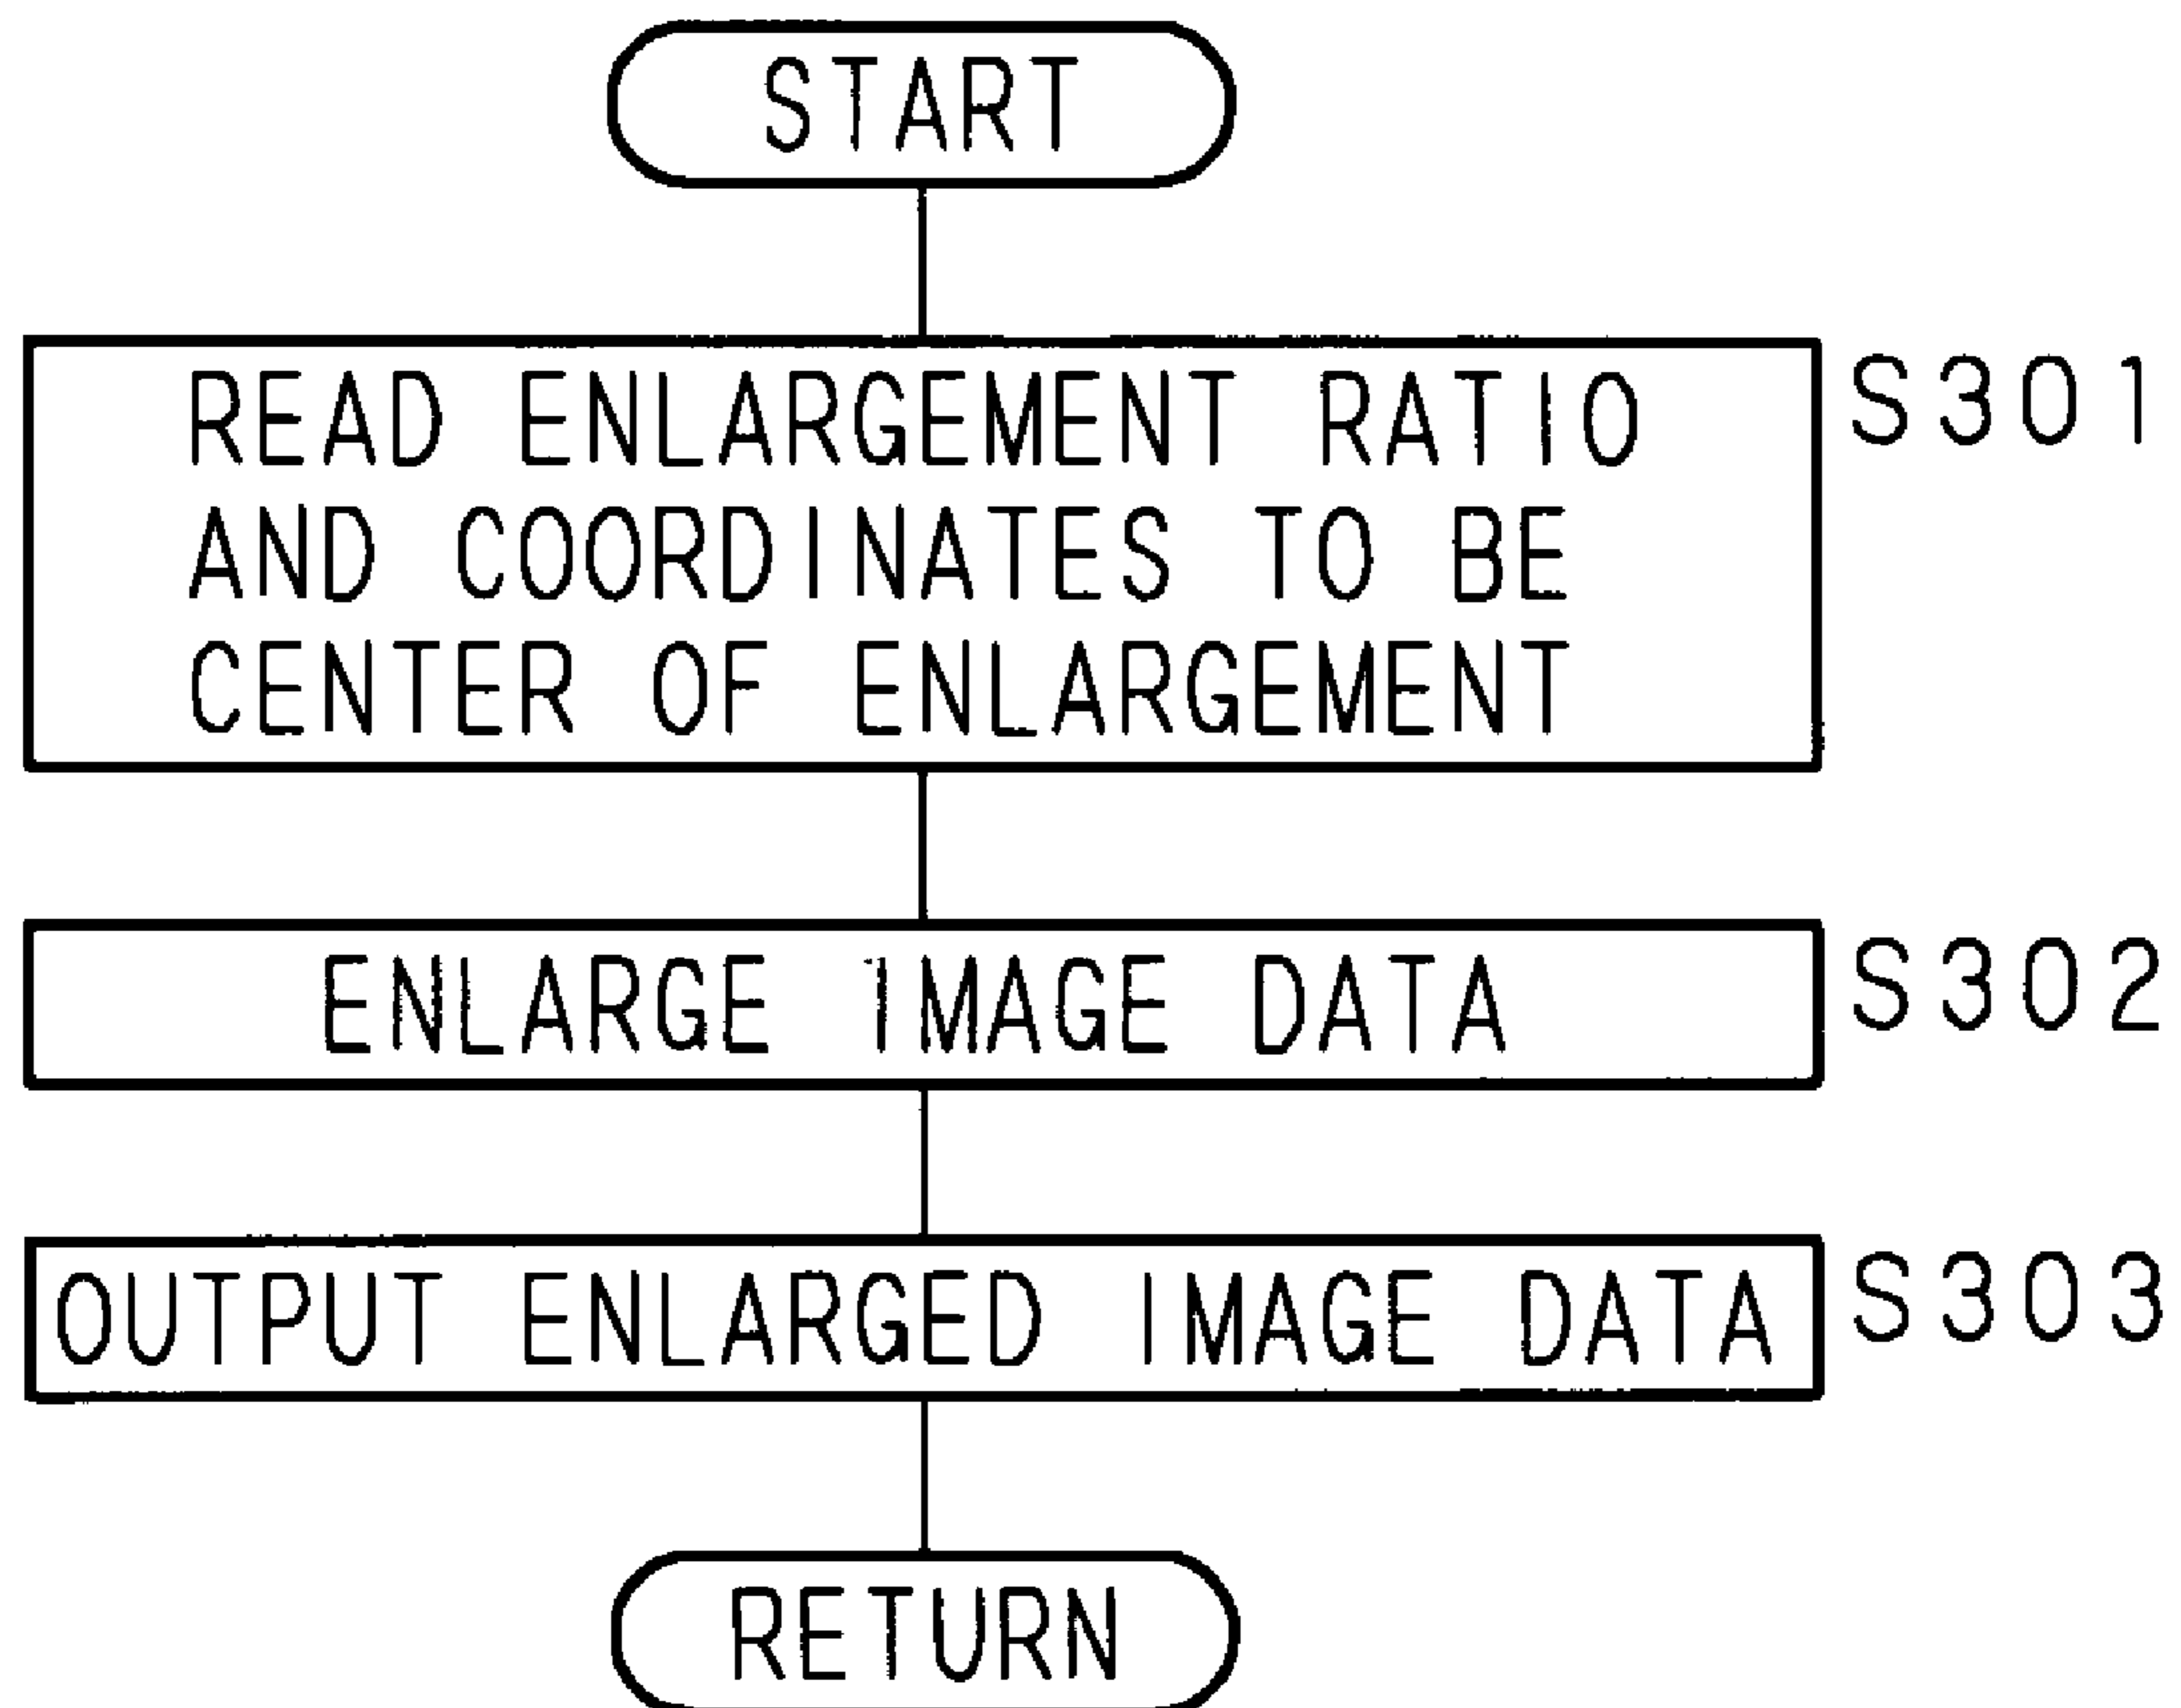 START
READ ENLARGEMENT RATIO
AND COORDINATES TO BE
CENTER OF ENLARGEMENT
S301
ENLARGE IMAGE DATA
S302
OUTPUT ENLARGED IMAGE DATA
S303
RETURN